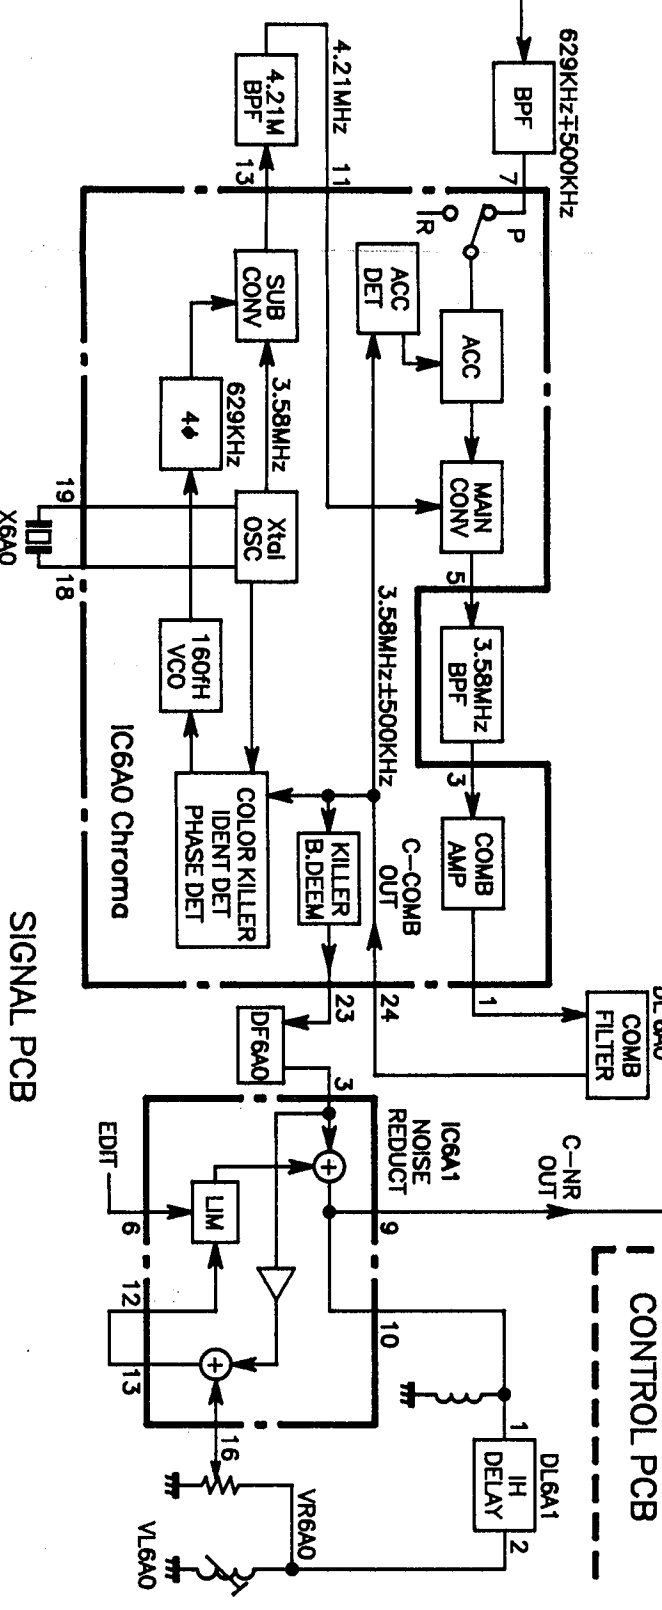 629KHz∓500KHz
BPF
7
P
R
4.21MHz
4.21M
BPF
13
11
ACC
DET
ACC
SUB
CONV
MAIN
CONV
5
3.58MHz
629KHz
4ϕ
Xtal
OSC
19
18
X6A0
3.58MHz
BPF
3
3.58MHz±500KHz
160fH
VCO
IC6A0 Chroma
COLOR KILLER
IDENT DET
PHASE DET
KILLER
B.DEEM
C-COMB
OUT
COMB
AMP
1
24
23
COMB
FILTER
DL6A0
SIGNAL PCB
DF6A0
3
IC6A1
NOISE
REDUCT
C-NR
OUT
EDIT
6
LIM
9
12
13
10
16
CONTROL PCB
1
DL6A1
IH
DELAY
2
VR6A0
VL6A0